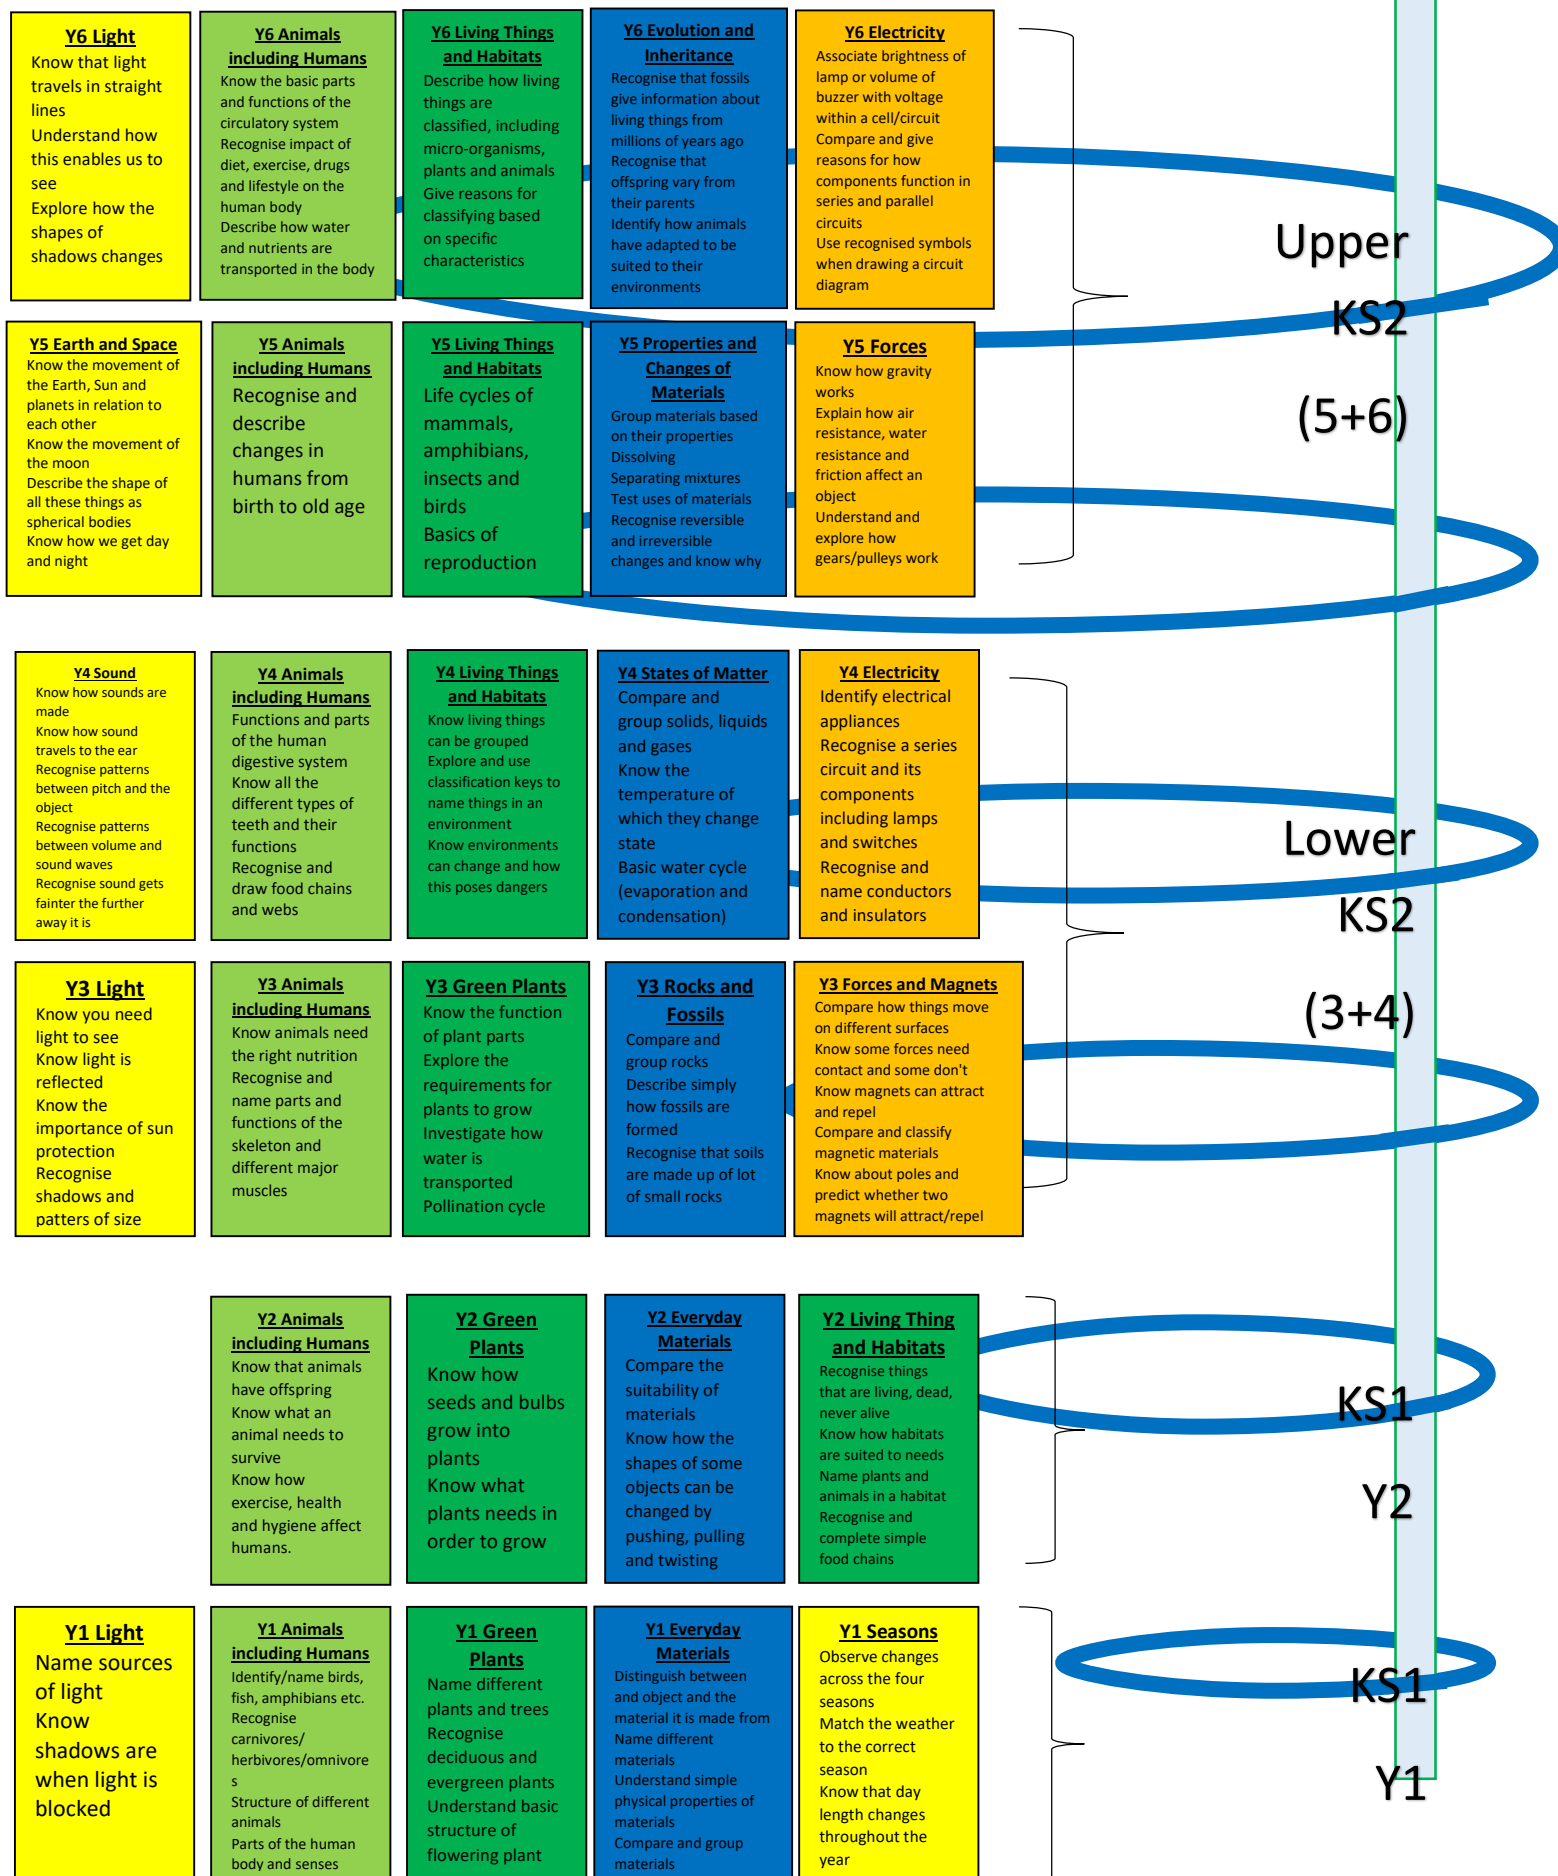 Y6 Light
Know that light
travels in straight
lines
Understand how
this enables us to
see
Explore how the
shapes of
shadows changes
Y6 Animals
including Humans
Know the basic parts
and functions of the
circulatory system
Recognise impact of
diet, exercise, drugs
and lifestyle on the
human body
Describe how water
and nutrients are
transported in the body
Y6 Living Things
and Habitats
Describe how living
things are
classified, including
micro-organisms,
plants and animals
Give reasons for
classifying based
on specific
characteristics
Y6 Evolution and
Inheritance
Recognise that fossils
give information about
living things from
millions of years ago
Recognise that
offspring vary from
their parents
Identify how animals
have adapted to be
suited to their
environments
Y6 Electricity
Associate brightness of
lamp or volume of
buzzer with voltage
within a cell/circuit
Compare and give
reasons for how
components function in
series and parallel
circuits
Use recognised symbols
when drawing a circuit
diagram
Upper
KS2
(5+6)
Y5 Earth and Space
Know the movement of
the Earth, Sun and
planets in relation to
each other
Know the movement of
the moon
Describe the shape of
all these things as
spherical bodies
Know how we get day
and night
Y5 Animals
including Humans
Recognise and
describe
changes in
humans from
birth to old age
Y5 Living Things
and Habitats
Life cycles of
mammals,
amphibians,
insects and
birds
Basics of
reproduction
Y5 Properties and
Changes of
Materials
Group materials based
on their properties
Dissolving
Separating mixtures
Test uses of materials
Recognise reversible
and irreversible
changes and know why
Y5 Forces
Know how gravity
works
Explain how air
resistance, water
resistance and
friction affect an
object
Understand and
explore how
gears/pulleys work
Y4 Sound
Know how sounds are
made
Know how sound
travels to the ear
Recognise patterns
between pitch and the
object
Recognise patterns
between volume and
sound waves
Recognise sound gets
fainter the further
away it is
Y4 Animals
including Humans
Functions and parts
of the human
digestive system
Know all the
different types of
teeth and their
functions
Recognise and
draw food chains
and webs
Y4 Living Things
and Habitats
Know living things
can be grouped
Explore and use
classification keys to
name things in an
environment
Know environments
can change and how
this poses dangers
Y4 States of Matter
Compare and
group solids, liquids
and gases
Know the
temperature of
which they change
state
Basic water cycle
(evaporation and
condensation)
Y4 Electricity
Identify electrical
appliances
Recognise a series
circuit and its
components
including lamps
and switches
Recognise and
name conductors
and insulators
Lower
KS2
(3+4)
Y3 Light
Know you need
light to see
Know light is
reflected
Know the
importance of sun
protection
Recognise
shadows and
patters of size
Y3 Animals
including Humans
Know animals need
the right nutrition
Recognise and
name parts and
functions of the
skeleton and
different major
muscles
Y3 Green Plants
Know the function
of plant parts
Explore the
requirements for
plants to grow
Investigate how
water is
transported
Pollination cycle
Y3 Rocks and
Fossils
Compare and
group rocks
Describe simply
how fossils are
formed
Recognise that soils
are made up of lot
of small rocks
Y3 Forces and Magnets
Compare how things move
on different surfaces
Know some forces need
contact and some don't
Know magnets can attract
and repel
Compare and classify
magnetic materials
Know about poles and
predict whether two
magnets will attract/repel
Y2 Animals
including Humans
Know that animals
have offspring
Know what an
animal needs to
survive
Know how
exercise, health
and hygiene affect
humans.
Y2 Green
Plants
Know how
seeds and bulbs
grow into
plants
Know what
plants needs in
order to grow
Y2 Everyday
Materials
Compare the
suitability of
materials
Know how the
shapes of some
objects can be
changed by
pushing, pulling
and twisting
Y2 Living Thing
and Habitats
Recognise things
that are living, dead,
never alive
Know how habitats
are suited to needs
Name plants and
animals in a habitat
Recognise and
complete simple
food chains
KS1
Y2
Y1 Light
Name sources
of light
Know
shadows are
when light is
blocked
Y1 Animals
including Humans
Identify/name birds,
fish, amphibians etc.
Recognise
carnivores/
herbivores/omnivore
s
Structure of different
animals
Parts of the human
body and senses
Y1 Green
Plants
Name different
plants and trees
Recognise
deciduous and
evergreen plants
Understand basic
structure of
flowering plant
Y1 Everyday
Materials
Distinguish between
and object and the
material it is made from
Name different
materials
Understand simple
physical properties of
materials
Compare and group
materials
Y1 Seasons
Observe changes
across the four
seasons
Match the weather
to the correct
season
Know that day
length changes
throughout the
year
KS1
Y1